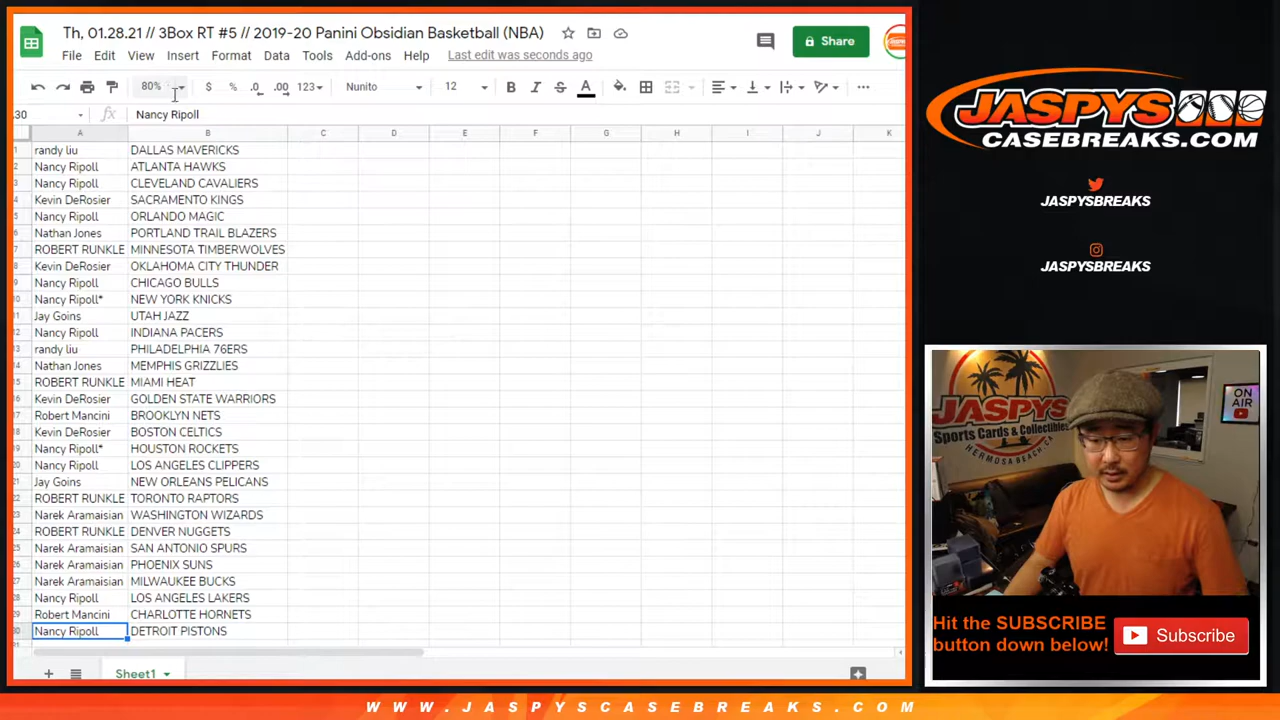 Th, 01.28.21 // 3Box RT #5 // 2019-20 Panini Obsidian Basketball (NBA)
File Edit View Insert Format Data Tools Add-ons Help Last edit was seconds ago
Share
80% $ % .0 .00 123 Nunito 12 B I S A
30 fx Nancy Ripoll
A B C D E F G H I J K
1 randy liu DALLAS MAVERICKS
2 Nancy Ripoll ATLANTA HAWKS
3 Nancy Ripoll CLEVELAND CAVALIERS
4 Kevin DeRosier SACRAMENTO KINGS
5 Nancy Ripoll ORLANDO MAGIC
6 Nathan Jones PORTLAND TRAIL BLAZERS
7 ROBERT RUNKLE MINNESOTA TIMBERWOLVES
8 Kevin DeRosier OKLAHOMA CITY THUNDER
9 Nancy Ripoll CHICAGO BULLS
10 Nancy Ripoll* NEW YORK KNICKS
11 Jay Goins UTAH JAZZ
12 Nancy Ripoll INDIANA PACERS
13 randy liu PHILADELPHIA 76ERS
14 Nathan Jones MEMPHIS GRIZZLIES
15 ROBERT RUNKLE MIAMI HEAT
16 Kevin DeRosier GOLDEN STATE WARRIORS
17 Robert Mancini BROOKLYN NETS
18 Kevin DeRosier BOSTON CELTICS
19 Nancy Ripoll* HOUSTON ROCKETS
20 Nancy Ripoll LOS ANGELES CLIPPERS
21 Jay Goins NEW ORLEANS PELICANS
22 ROBERT RUNKLE TORONTO RAPTORS
23 Narek Aramaisian WASHINGTON WIZARDS
24 ROBERT RUNKLE DENVER NUGGETS
25 Narek Aramaisian SAN ANTONIO SPURS
26 Narek Aramaisian PHOENIX SUNS
27 Narek Aramaisian MILWAUKEE BUCKS
28 Nancy Ripoll LOS ANGELES LAKERS
29 Robert Mancini CHARLOTTE HORNETS
30 Nancy Ripoll DETROIT PISTONS
Sheet1
JASPYS
CASEBREAKS.COM
JASPYSBREAKS
JASPYSBREAKS
JASPYS
Sports Cards & Collectibles
HERMOSA BEACH, CA
ON AIR
Hit the SUBSCRIBE
button down below!
Subscribe
WWW.JASPYSCASEBREAKS.COM